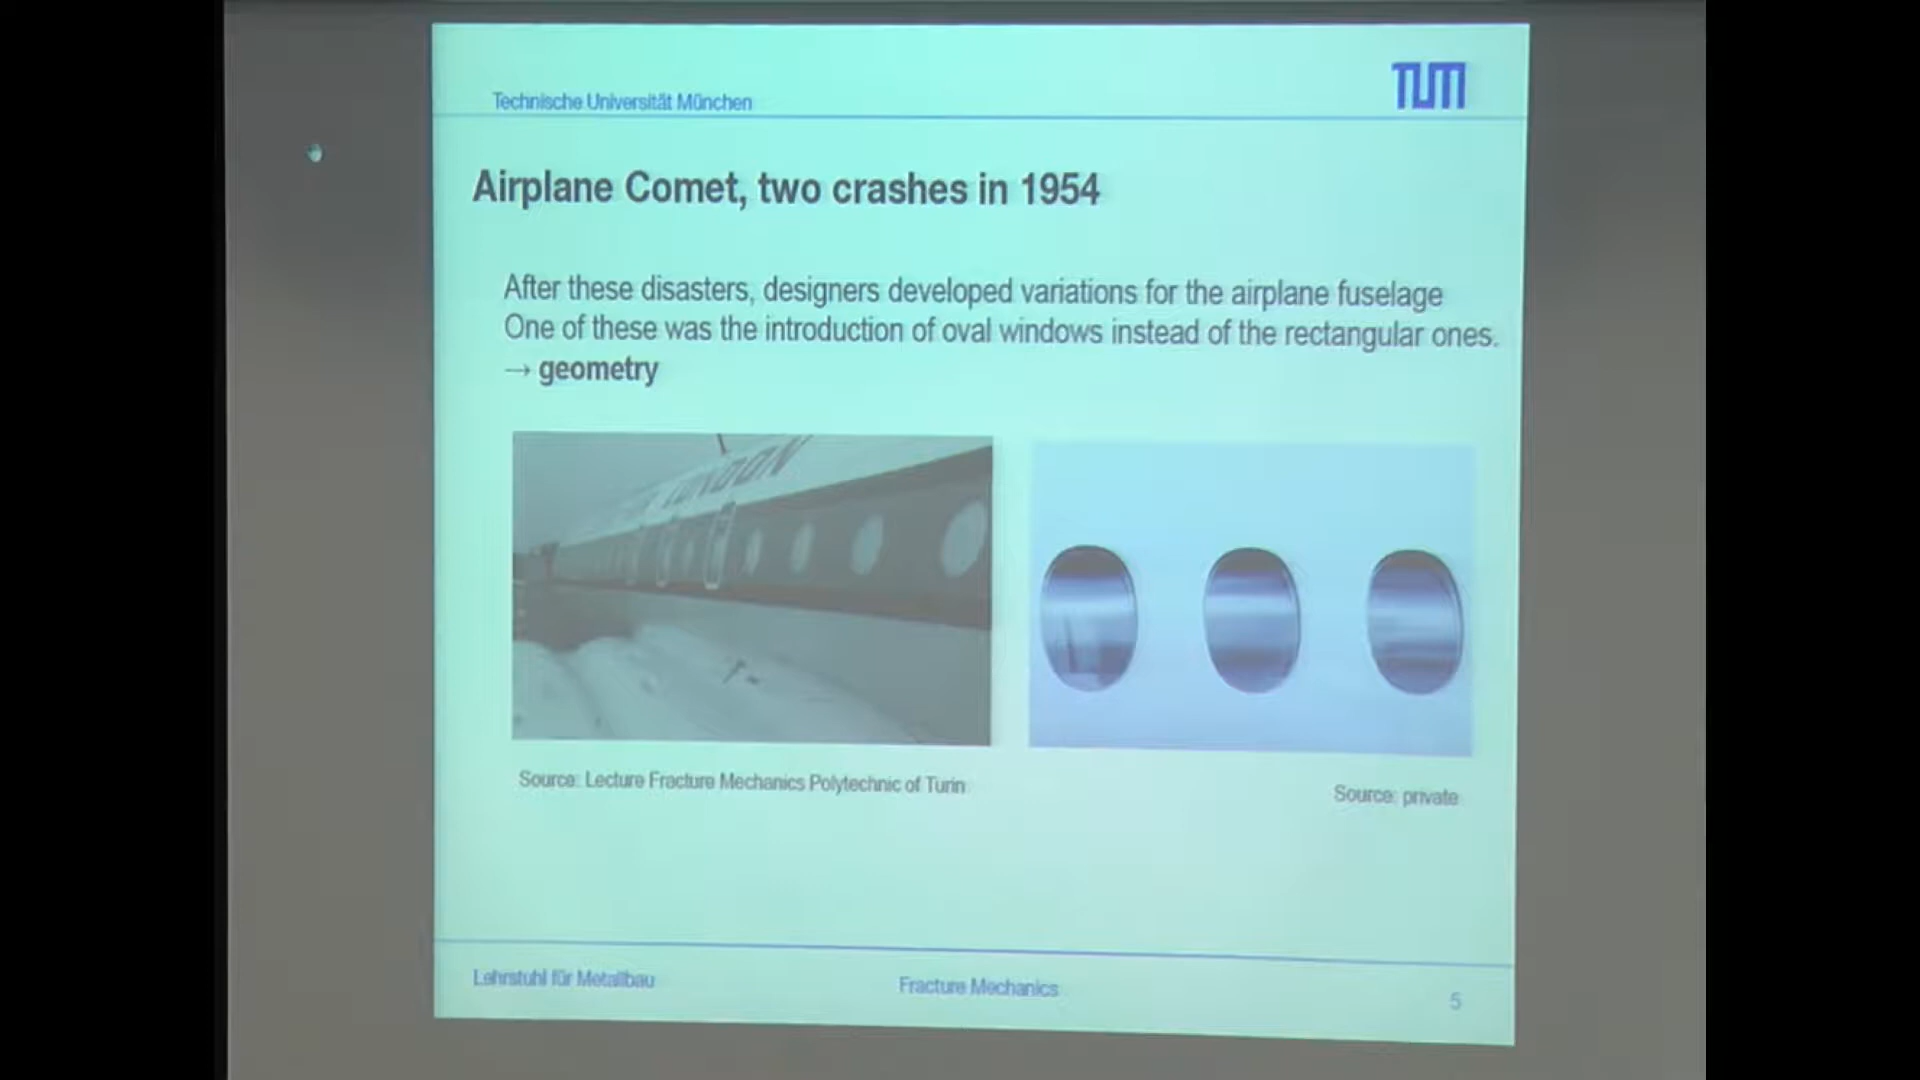 Technische Universität München
TUM
Airplane Comet, two crashes in 1954
After these disasters, designers developed variations for the airplane fuselage
One of these was the introduction of oval windows instead of the rectangular ones.
→ geometry
LONDON
Source: Lecture Fracture Mechanics Polytechnic of Turin
Source: private
Lehrstuhl für Metallbau
Fracture Mechanics
5